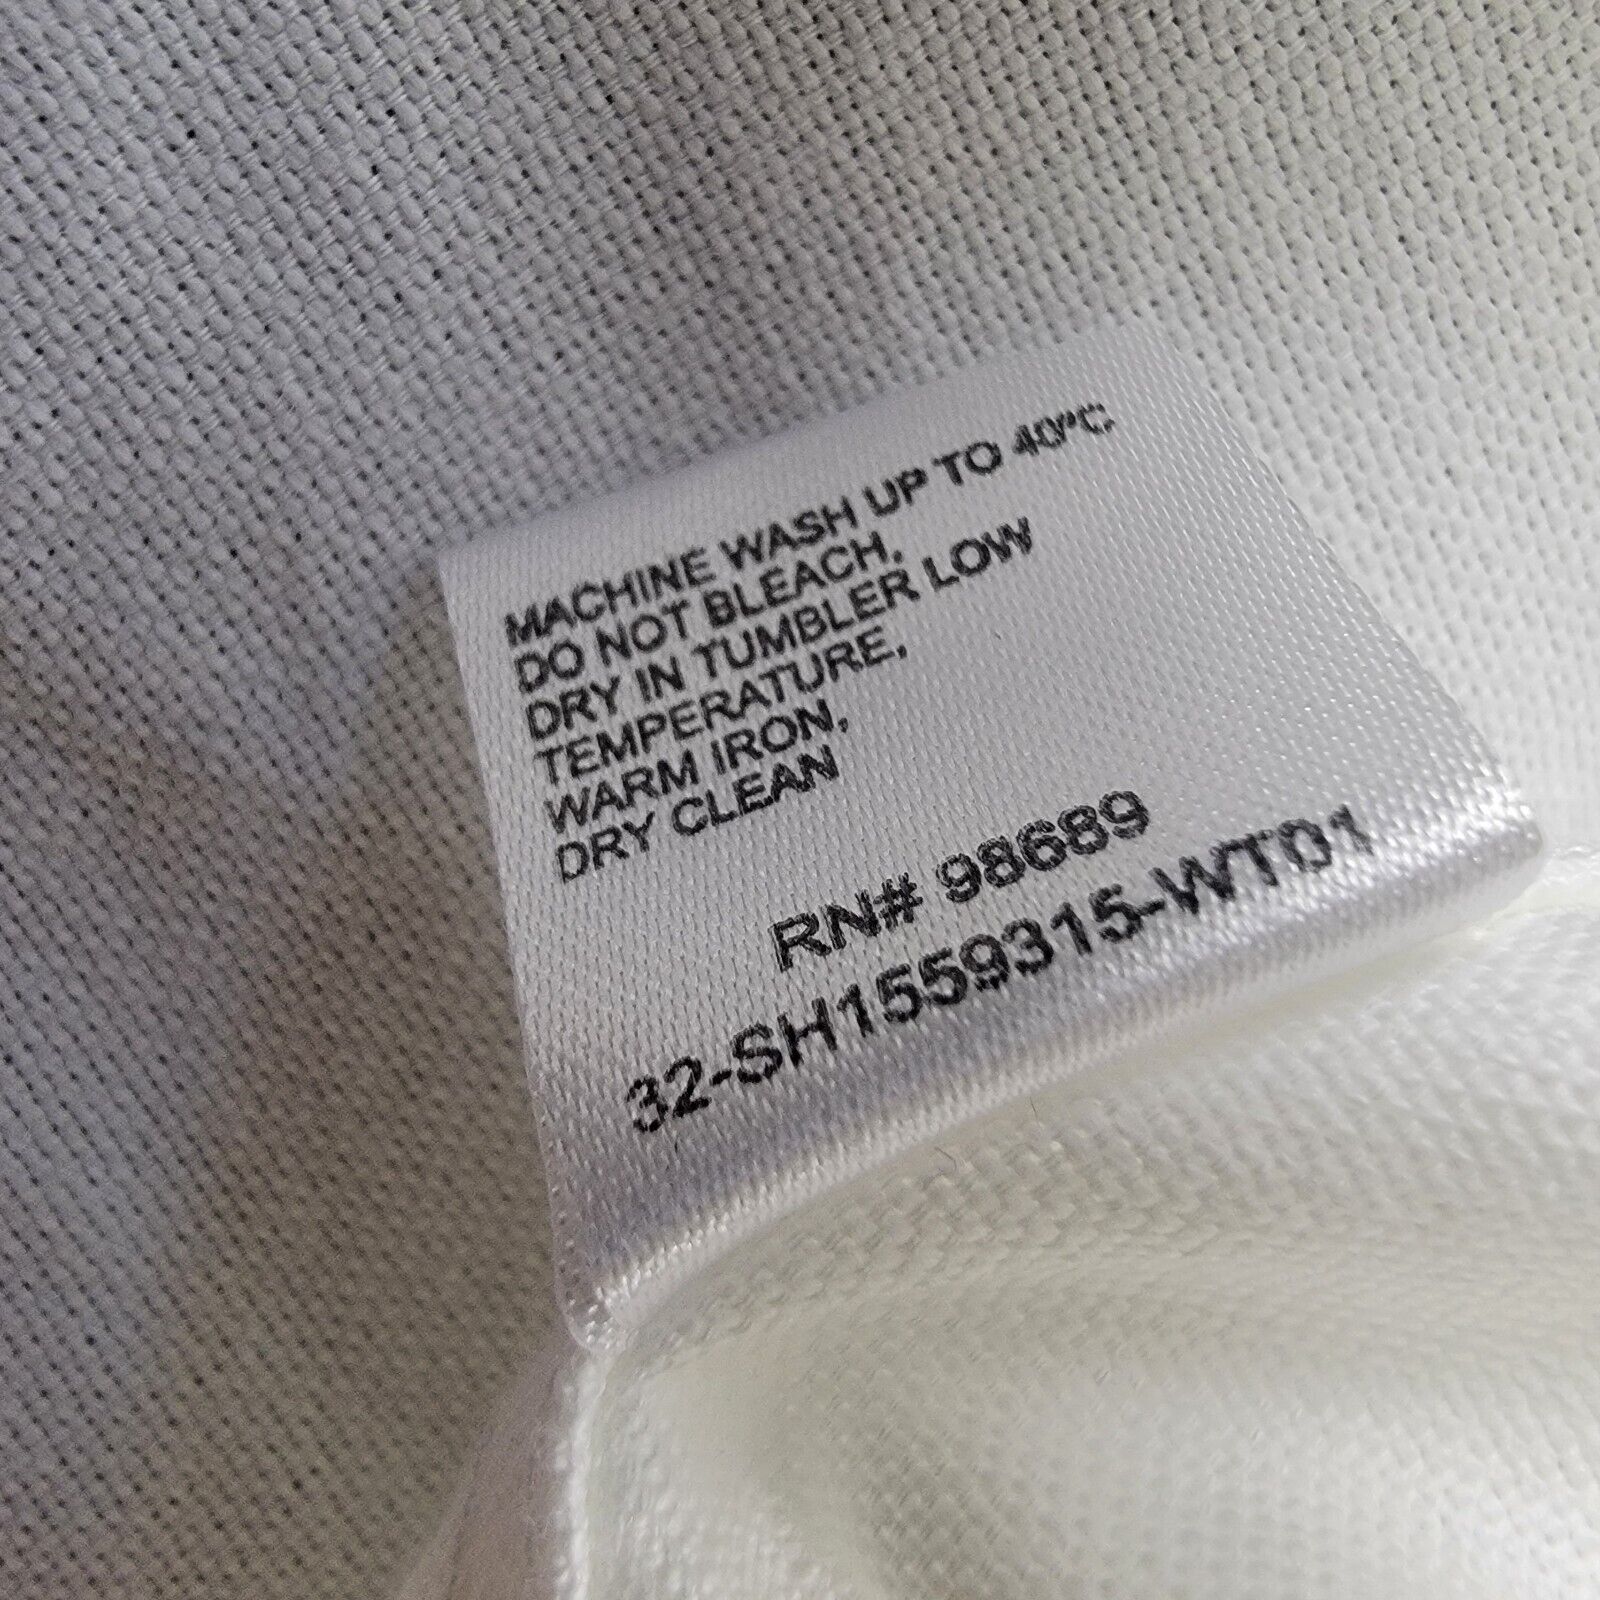 MACHINE WASH UP TO 40°C
DO NOT BLEACH,
DRY IN TUMBLER LOW
TEMPERATURE,
WARM IRON,
DRY CLEAN
RN# 98689
32-SH1559315-WT01